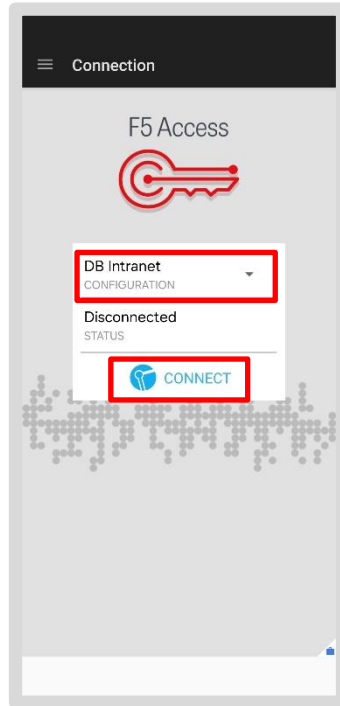 Connection
F5 Access
DB Intranet
CONFIGURATION
Disconnected
STATUS
CONNECT